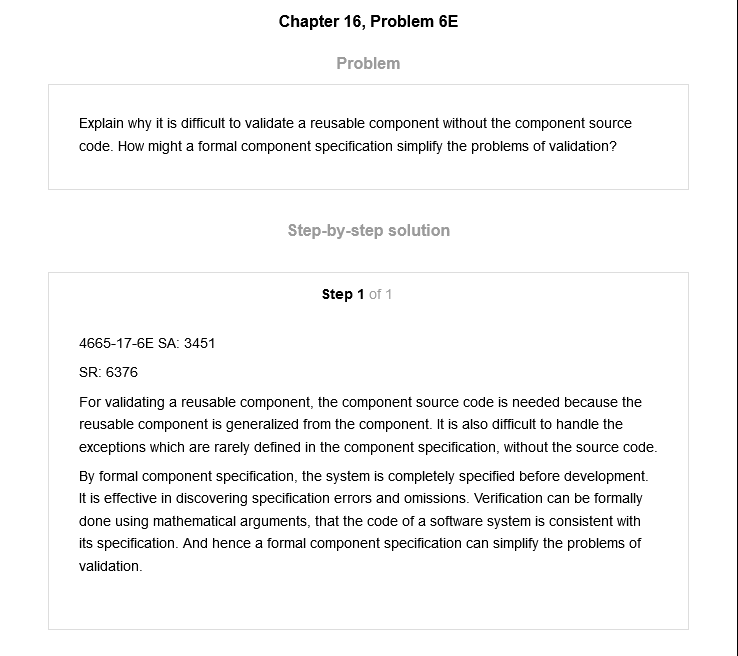 Chapter 16, Problem 6E
Problem
Explain why it is difficult to validate a reusable component without the component source
code. How might a formal component specification simplify the problems of validation?
Step-by-step solution
Step 1 of 1
4665-17-6E SA: 3451
SR: 6376
For validating a reusable component, the component source code is needed because the
reusable component is generalized from the component. It is also difficult to handle the
exceptions which are rarely defined in the component specification, without the source code.
By formal component specification, the system is completely specified before development.
It is effective in discovering specification errors and omissions. Verification can be formally
done using mathematical arguments, that the code of a software system is consistent with
its specification. And hence a formal component specification can simplify the problems of
validation.